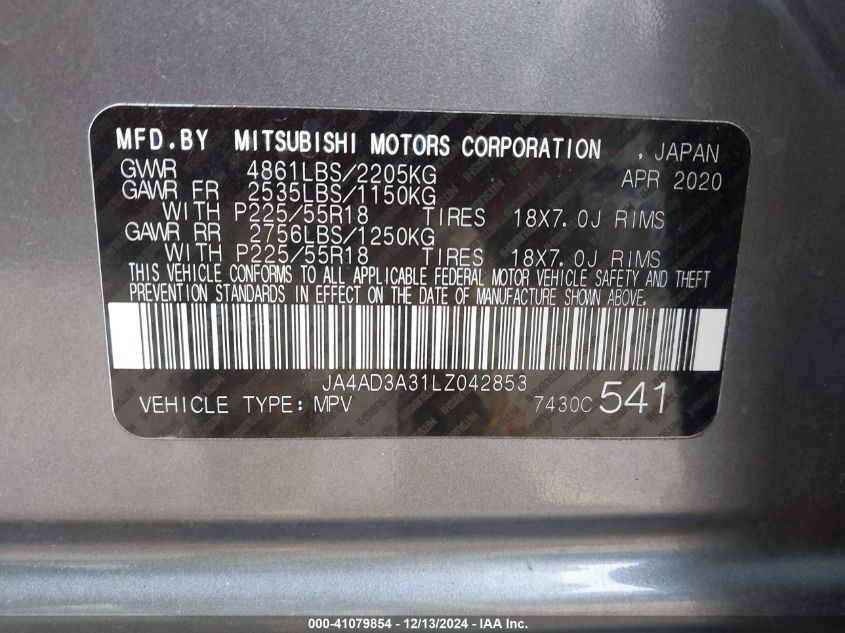 MFD.BY MITSUBISHI MOTORS CORPORATION , JAPAN
GVWR 4861LBS/2205KG APR 2020
GAWR FR 2535LBS/1150KG
WITH P225/55R18 TIRES 18X7.0J RIMS
GAWR RR 2756LBS/1250KG
WITH P225/55R18 TIRES 18X7.0J RIMS
THIS VEHICLE CONFORMS TO ALL APPLICABLE FEDERAL MOTOR VEHICLE SAFETY AND THEFT
PREVENTION STANDARDS IN EFFECT ON THE DATE OF MANUFACTURE SHOWN ABOVE.
JA4AD3A31LZ042853
VEHICLE TYPE: MPV 7430C 541
000-41079854 - 12/13/2024 - IAA Inc.